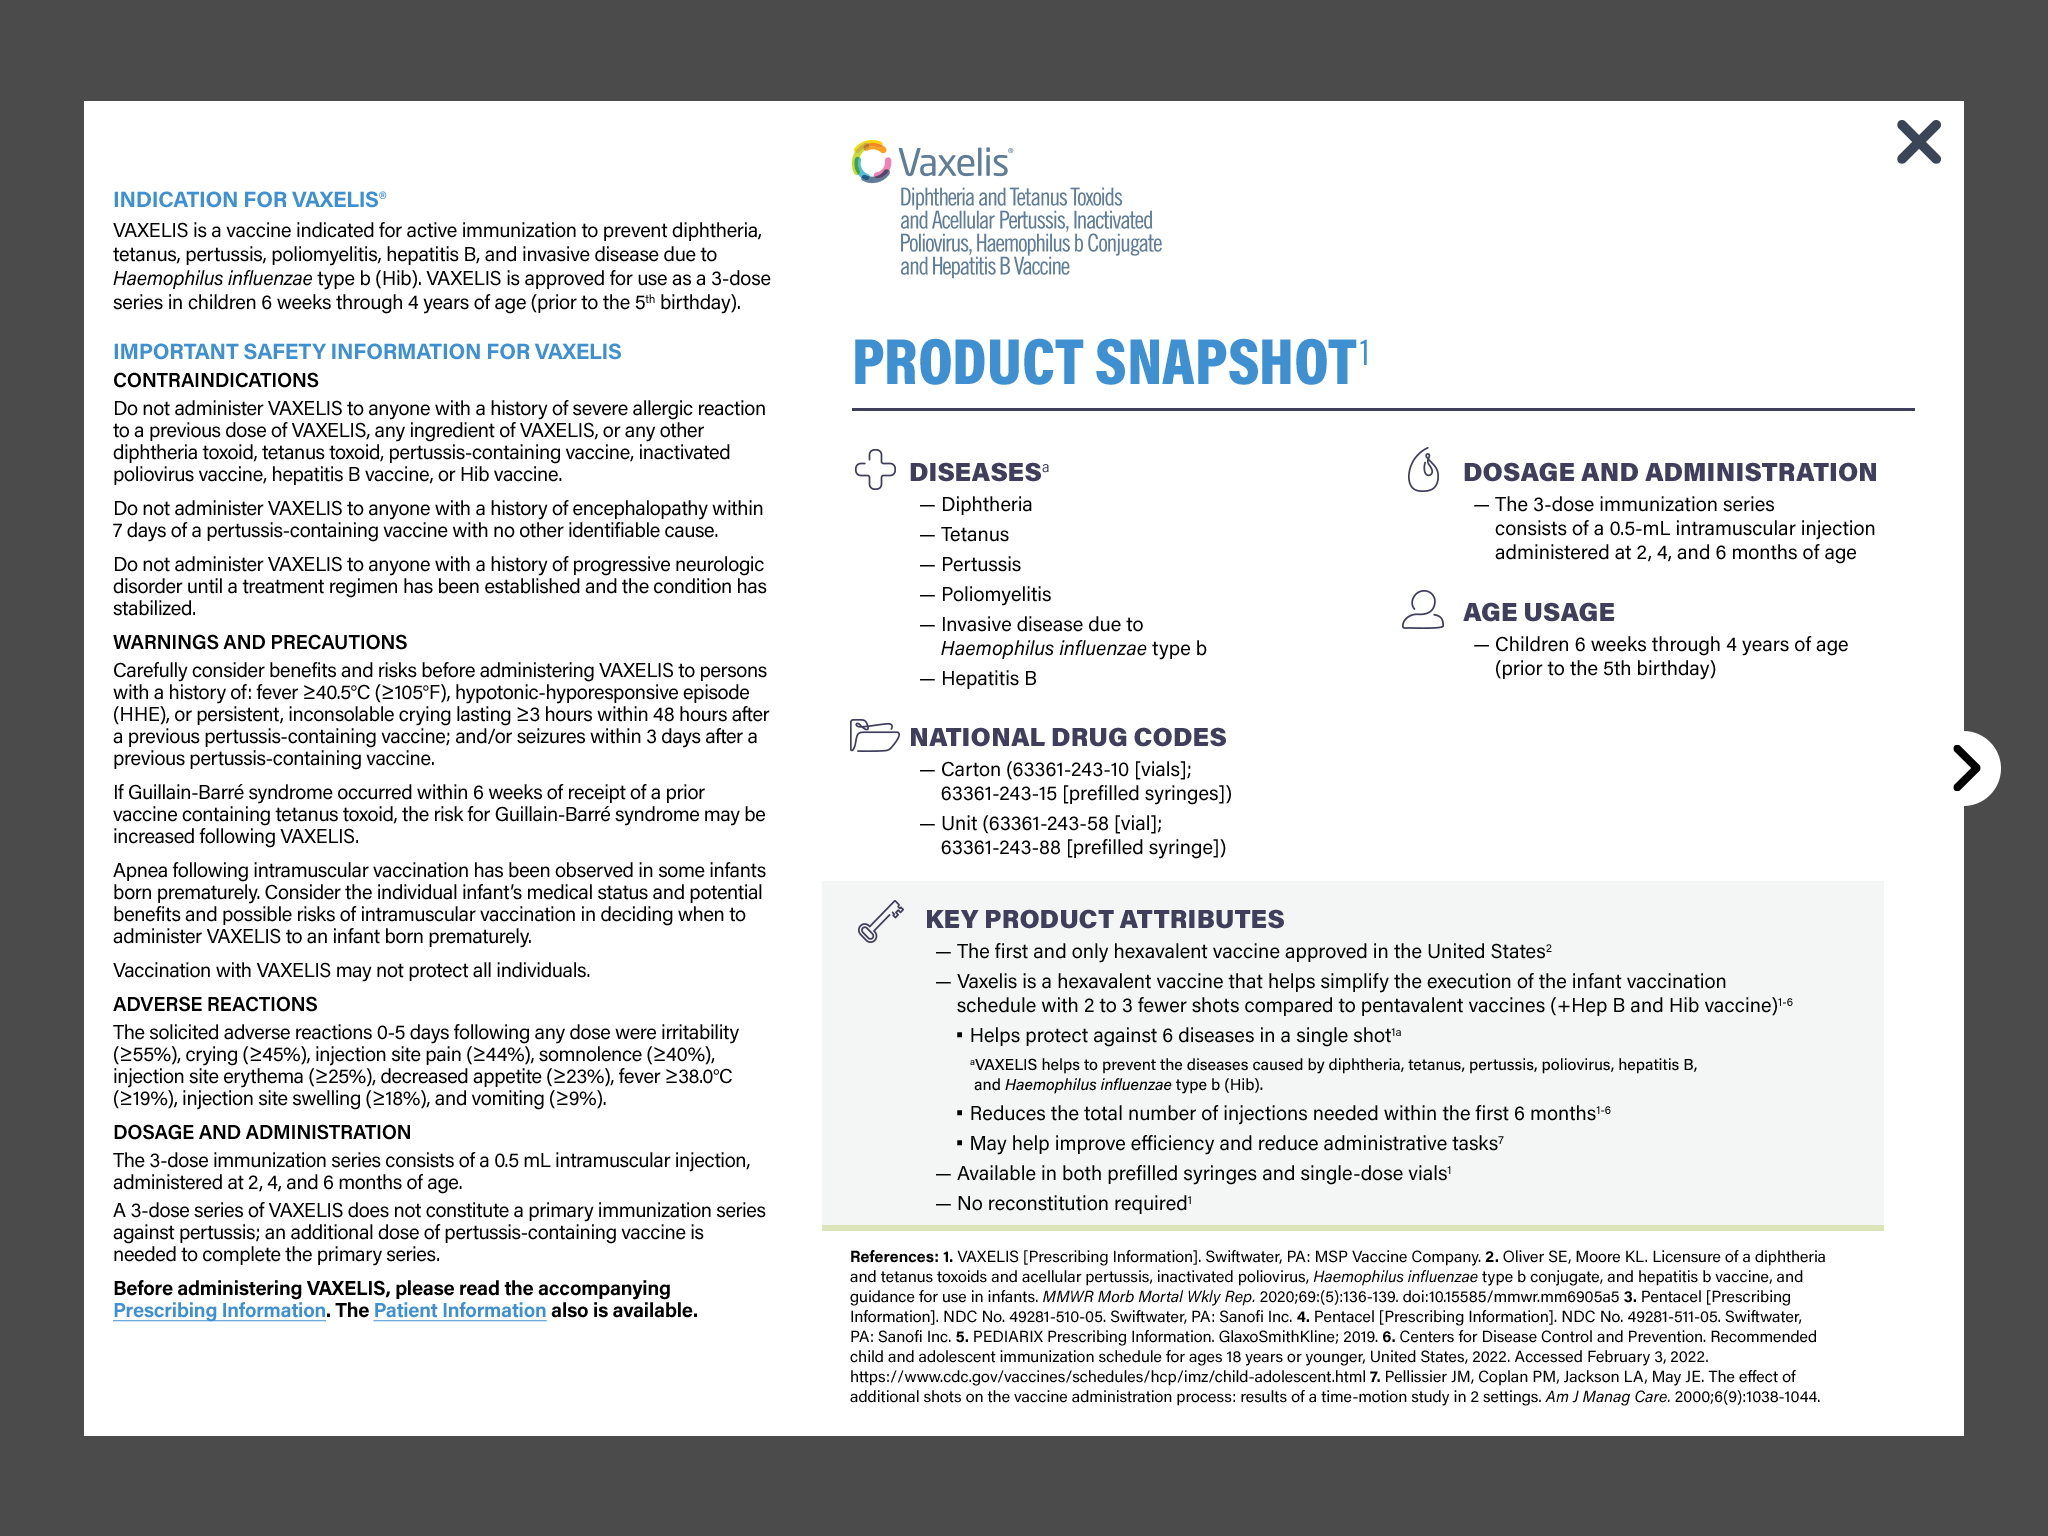 INDICATION FOR VAXELIS®
VAXELIS is a vaccine indicated for active immunization to prevent diphtheria,
tetanus, pertussis, poliomyelitis, hepatitis B, and invasive disease due to
Haemophilus influenzae type b (Hib). VAXELIS is approved for use as a 3-dose
series in children 6 weeks through 4 years of age (prior to the 5th birthday).
IMPORTANT SAFETY INFORMATION FOR VAXELIS
CONTRAINDICATIONS
Do not administer VAXELIS to anyone with a history of severe allergic reaction
to a previous dose of VAXELIS, any ingredient of VAXELIS, or any other
diphtheria toxoid, tetanus toxoid, pertussis-containing vaccine, inactivated
poliovirus vaccine, hepatitis B vaccine, or Hib vaccine.
Do not administer VAXELIS to anyone with a history of encephalopathy within
7 days of a pertussis-containing vaccine with no other identifiable cause.
Do not administer VAXELIS to anyone with a history of progressive neurologic
disorder until a treatment regimen has been established and the condition has
stabilized.
WARNINGS AND PRECAUTIONS
Carefully consider benefits and risks before administering VAXELIS to persons
with a history of: fever ≥40.5°C (≥105°F), hypotonic-hyporesponsive episode
(HHE), or persistent, inconsolable crying lasting ≥3 hours within 48 hours after
a previous pertussis-containing vaccine; and/or seizures within 3 days after a
previous pertussis-containing vaccine.
If Guillain-Barré syndrome occurred within 6 weeks of receipt of a prior
vaccine containing tetanus toxoid, the risk for Guillain-Barré syndrome may be
increased following VAXELIS.
Apnea following intramuscular vaccination has been observed in some infants
born prematurely. Consider the individual infant's medical status and potential
benefits and possible risks of intramuscular vaccination in deciding when to
administer VAXELIS to an infant born prematurely.
Vaccination with VAXELIS may not protect all individuals.
ADVERSE REACTIONS
The solicited adverse reactions 0-5 days following any dose were irritability
(≥55%), crying (≥45%), injection site pain (≥44%), somnolence (≥40%),
injection site erythema (≥25%), decreased appetite (≥23%), fever ≥38.0°C
(≥19%), injection site swelling (≥18%), and vomiting (≥9%).
DOSAGE AND ADMINISTRATION
The 3-dose immunization series consists of a 0.5 mL intramuscular injection,
administered at 2, 4, and 6 months of age.
A 3-dose series of VAXELIS does not constitute a primary immunization series
against pertussis; an additional dose of pertussis-containing vaccine is
needed to complete the primary series.
Before administering VAXELIS, please read the accompanying
Prescribing Information. The Patient Information also is available.
Vaxelis®
Diphtheria and Tetanus Toxoids
and Acellular Pertussis, Inactivated
Poliovirus, Haemophilus b Conjugate
and Hepatitis B Vaccine
PRODUCT SNAPSHOT1
DISEASESa
— Diphtheria
— Tetanus
— Pertussis
— Poliomyelitis
— Invasive disease due to
Haemophilus influenzae type b
— Hepatitis B
NATIONAL DRUG CODES
— Carton (63361-243-10 [vials];
63361-243-15 [prefilled syringes])
— Unit (63361-243-58 [vial];
63361-243-88 [prefilled syringe])
DOSAGE AND ADMINISTRATION
— The 3-dose immunization series
consists of a 0.5-mL intramuscular injection
administered at 2, 4, and 6 months of age
AGE USAGE
— Children 6 weeks through 4 years of age
(prior to the 5th birthday)
KEY PRODUCT ATTRIBUTES
— The first and only hexavalent vaccine approved in the United States2
— Vaxelis is a hexavalent vaccine that helps simplify the execution of the infant vaccination
schedule with 2 to 3 fewer shots compared to pentavalent vaccines (+Hep B and Hib vaccine)1-6
▪ Helps protect against 6 diseases in a single shot1a
aVAXELIS helps to prevent the diseases caused by diphtheria, tetanus, pertussis, poliovirus, hepatitis B,
and Haemophilus influenzae type b (Hib).
▪ Reduces the total number of injections needed within the first 6 months1-6
▪ May help improve efficiency and reduce administrative tasks7
— Available in both prefilled syringes and single-dose vials1
— No reconstitution required1
References: 1. VAXELIS [Prescribing Information]. Swiftwater, PA: MSP Vaccine Company. 2. Oliver SE, Moore KL. Licensure of a diphtheria
and tetanus toxoids and acellular pertussis, inactivated poliovirus, Haemophilus influenzae type b conjugate, and hepatitis b vaccine, and
guidance for use in infants. MMWR Morb Mortal Wkly Rep. 2020;69:(5):136-139. doi:10.15585/mmwr.mm6905a5 3. Pentacel [Prescribing
Information]. NDC No. 49281-510-05. Swiftwater, PA: Sanofi Inc. 4. Pentacel [Prescribing Information]. NDC No. 49281-511-05. Swiftwater,
PA: Sanofi Inc. 5. PEDIARIX Prescribing Information. GlaxoSmithKline; 2019. 6. Centers for Disease Control and Prevention. Recommended
child and adolescent immunization schedule for ages 18 years or younger, United States, 2022. Accessed February 3, 2022.
https://www.cdc.gov/vaccines/schedules/hcp/imz/child-adolescent.html 7. Pellissier JM, Coplan PM, Jackson LA, May JE. The effect of
additional shots on the vaccine administration process: results of a time-motion study in 2 settings. Am J Manag Care. 2000;6(9):1038-1044.